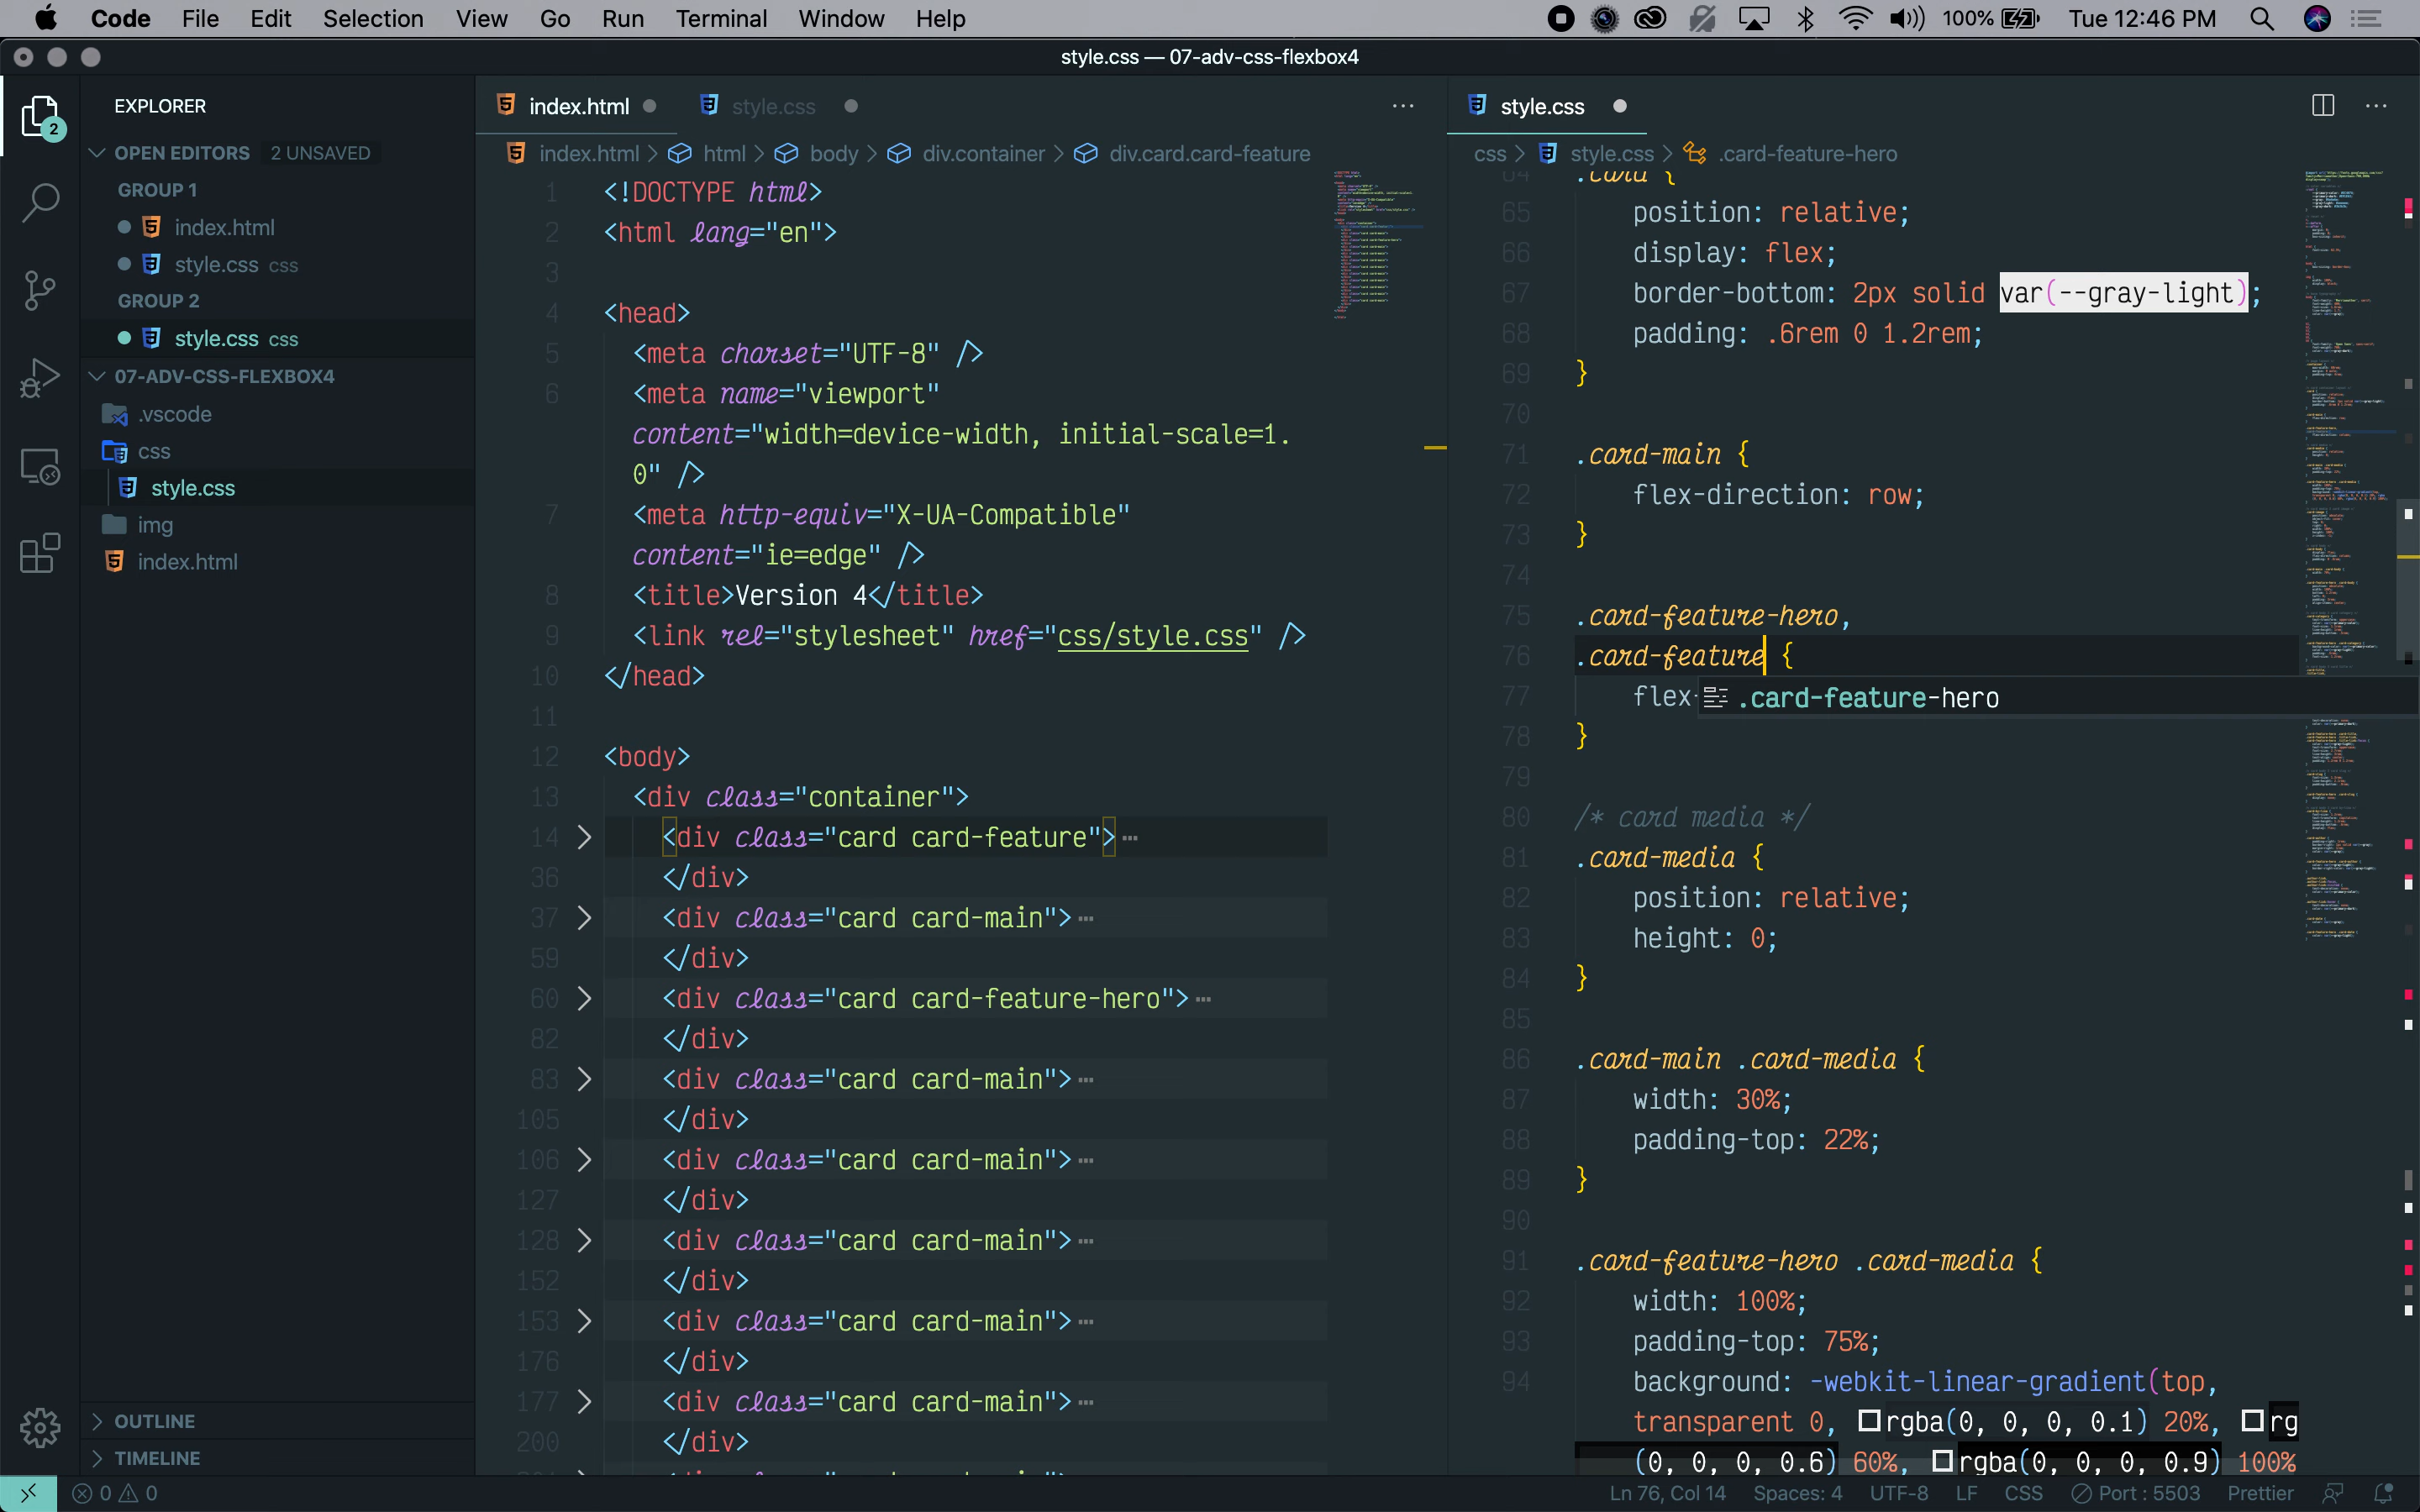 Code File Edit Selection View Go Run Terminal Window Help 100% Tue 12:46 PM
style.css — 07-adv-css-flexbox4
EXPLORER
OPEN EDITORS 2 UNSAVED
GROUP 1
index.html
style.css css
GROUP 2
style.css css
07-ADV-CSS-FLEXBOX4
.vscode
css
style.css
img
index.html
OUTLINE
TIMELINE
2
index.html style.css
index.html > html > body > div.container > div.card.card-feature
1 <!DOCTYPE html>
2 <html lang="en">
3
4 <head>
5 <meta charset="UTF-8" />
6 <meta name="viewport"
content="width=device-width, initial-scale=1.
0" />
7 <meta http-equiv="X-UA-Compatible"
content="ie=edge" />
8 <title>Version 4</title>
9 <link rel="stylesheet" href="css/style.css" />
10 </head>
11
12 <body>
13 <div class="container">
14 <div class="card card-feature">
36 </div>
37 <div class="card card-main">
59 </div>
60 <div class="card card-feature-hero">
82 </div>
83 <div class="card card-main">
105 </div>
106 <div class="card card-main">
127 </div>
128 <div class="card card-main">
152 </div>
153 <div class="card card-main">
176 </div>
177 <div class="card card-main">
200 </div>
style.css
css > style.css > .card-feature-hero
64 .card {
65 position: relative;
66 display: flex;
67 border-bottom: 2px solid var(--gray-light);
68 padding: .6rem 0 1.2rem;
69 }
70
71 .card-main {
72 flex-direction: row;
73 }
74
75 .card-feature-hero,
76 .card-feature {
77 flex- .card-feature-hero
78 }
79
80 /* card media */
81 .card-media {
82 position: relative;
83 height: 0;
84 }
85
86 .card-main .card-media {
87 width: 30%;
88 padding-top: 22%;
89 }
90
91 .card-feature-hero .card-media {
92 width: 100%;
93 padding-top: 75%;
94 background: -webkit-linear-gradient(top,
transparent 0, rgba(0, 0, 0, 0.1) 20%, rg
(0, 0, 0, 0.6) 60%, rgba(0, 0, 0, 0.9) 100%
0 0 Ln 76, Col 14 Spaces: 4 UTF-8 LF CSS Port : 5503 Prettier